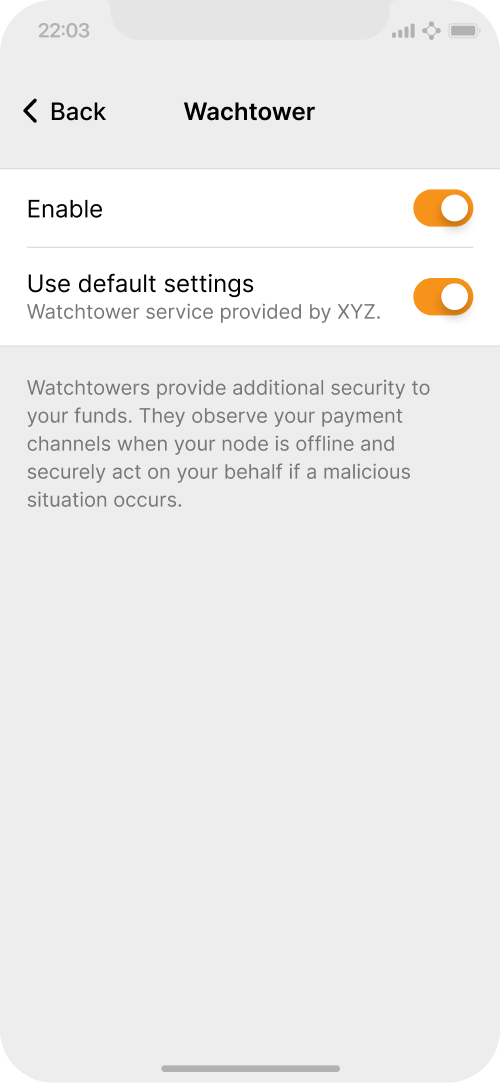 22:03
Back
Wachtower
Enable
Use default settings
Watchtower service provided by XYZ.
Watchtowers provide additional security to
your funds. They observe your payment
channels when your node is offline and
securely act on your behalf if a malicious
situation occurs.